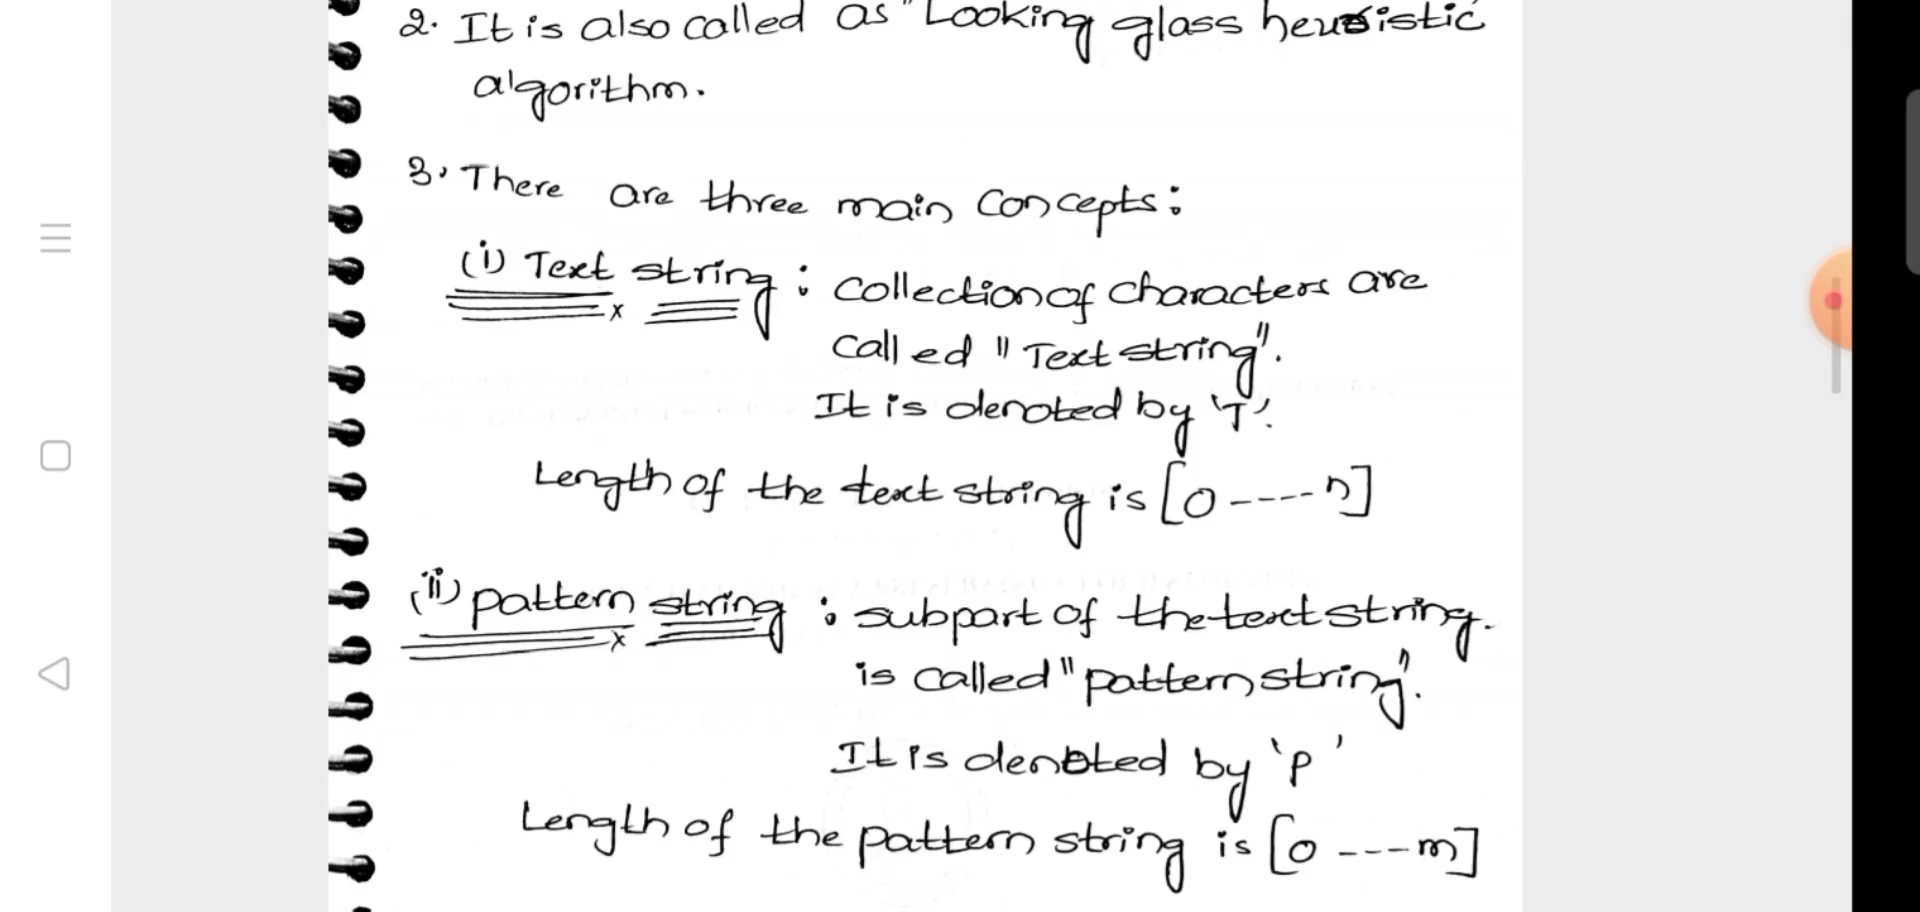 2. It is also called as "Looking glass heuristic
algorithm.
3. There are three main concepts:
(i) Text string : collection of characters are
called "Text string".
It is denoted by 'T'.
Length of the text string is [0 ---- n]
(ii) pattern string : subpart of the text string.
is called "pattern string".
It is denoted by 'p'
Length of the pattern string is [0 --- m]